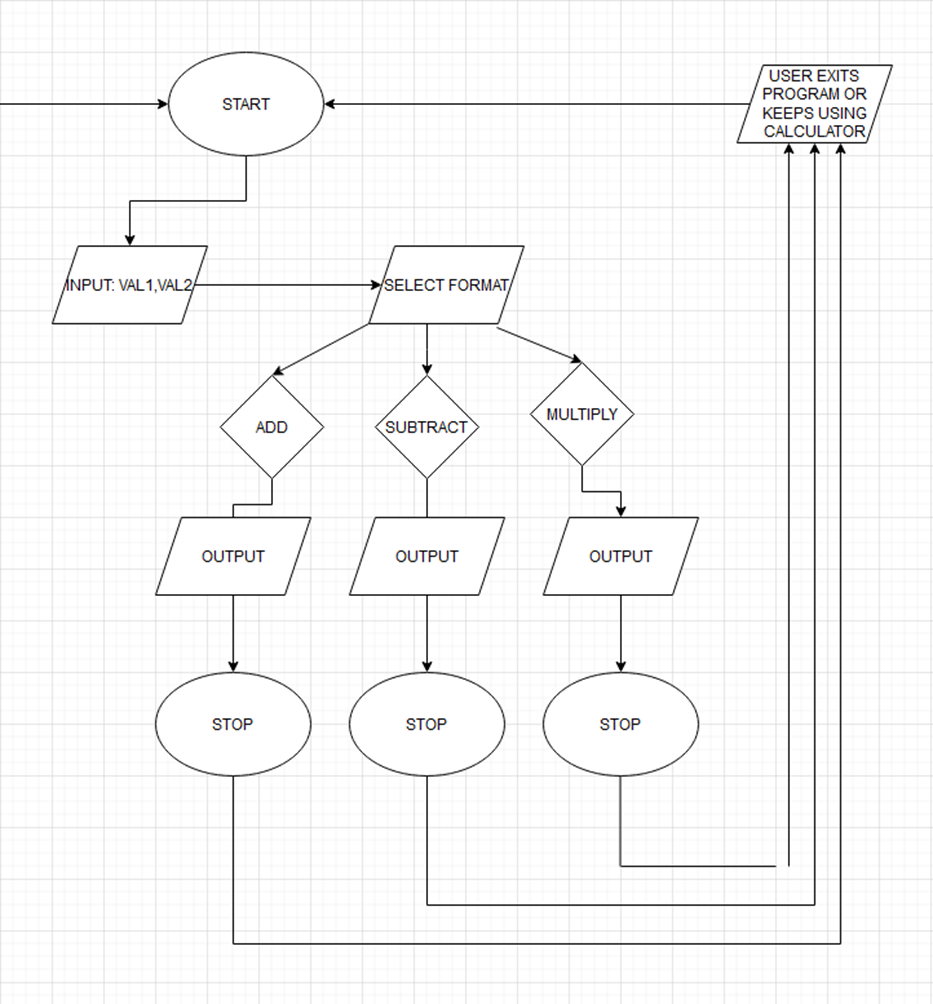 START
USER EXITS
PROGRAM OR
KEEPS USING
CALCULATOR
INPUT: VAL1,VAL2
SELECT FORMAT
ADD
SUBTRACT
MULTIPLY
OUTPUT
OUTPUT
OUTPUT
STOP
STOP
STOP